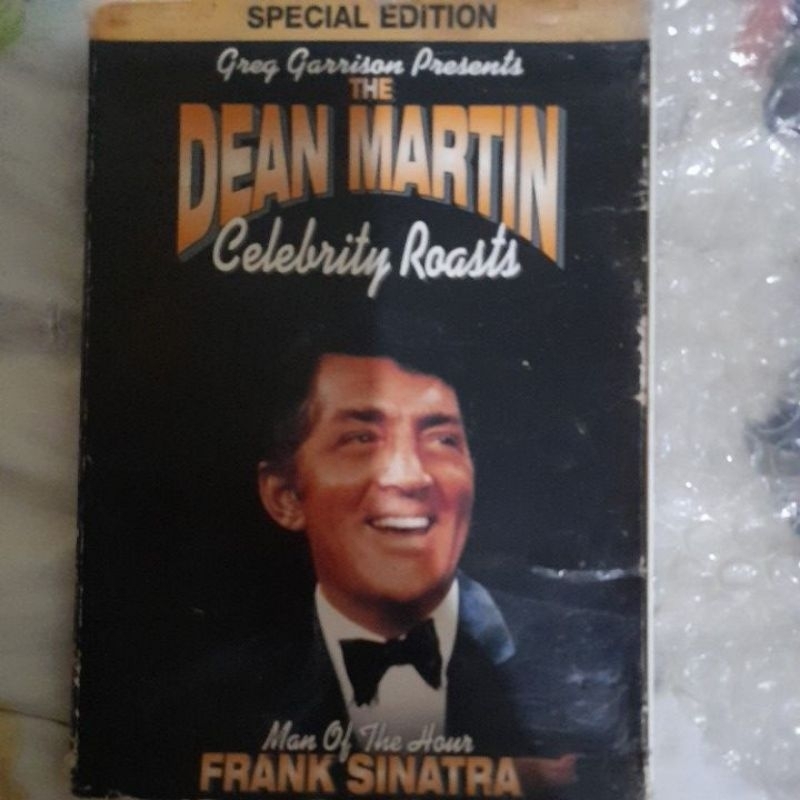 SPECIAL EDITION
Greg Garrison Presents
THE
DEAN MARTIN
Celebrity Roasts
Man Of The Hour
FRANK SINATRA